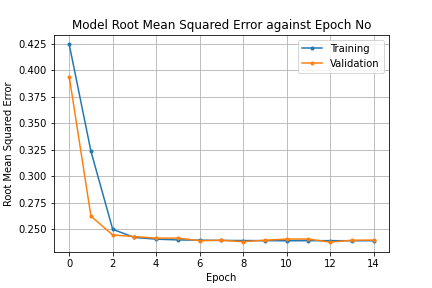 Model Root Mean Squared Error against Epoch No
Root Mean Squared Error
0.425
0.400
0.375
0.350
0.325
0.300
0.275
0.250
Training
Validation
0 2 4 6 8 10 12 14
Epoch